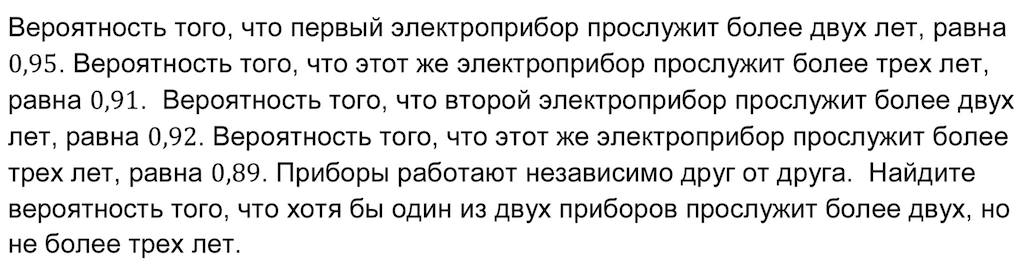 Вероятность того, что первый электроприбор прослужит более двух лет, равна
0,95. Вероятность того, что этот же электроприбор прослужит более трех лет,
равна 0,91. Вероятность того, что второй электроприбор прослужит более двух
лет, равна 0,92. Вероятность того, что этот же электроприбор прослужит более
трех лет, равна 0,89. Приборы работают независимо друг от друга. Найдите
вероятность того, что хотя бы один из двух приборов прослужит более двух, но
не более трех лет.